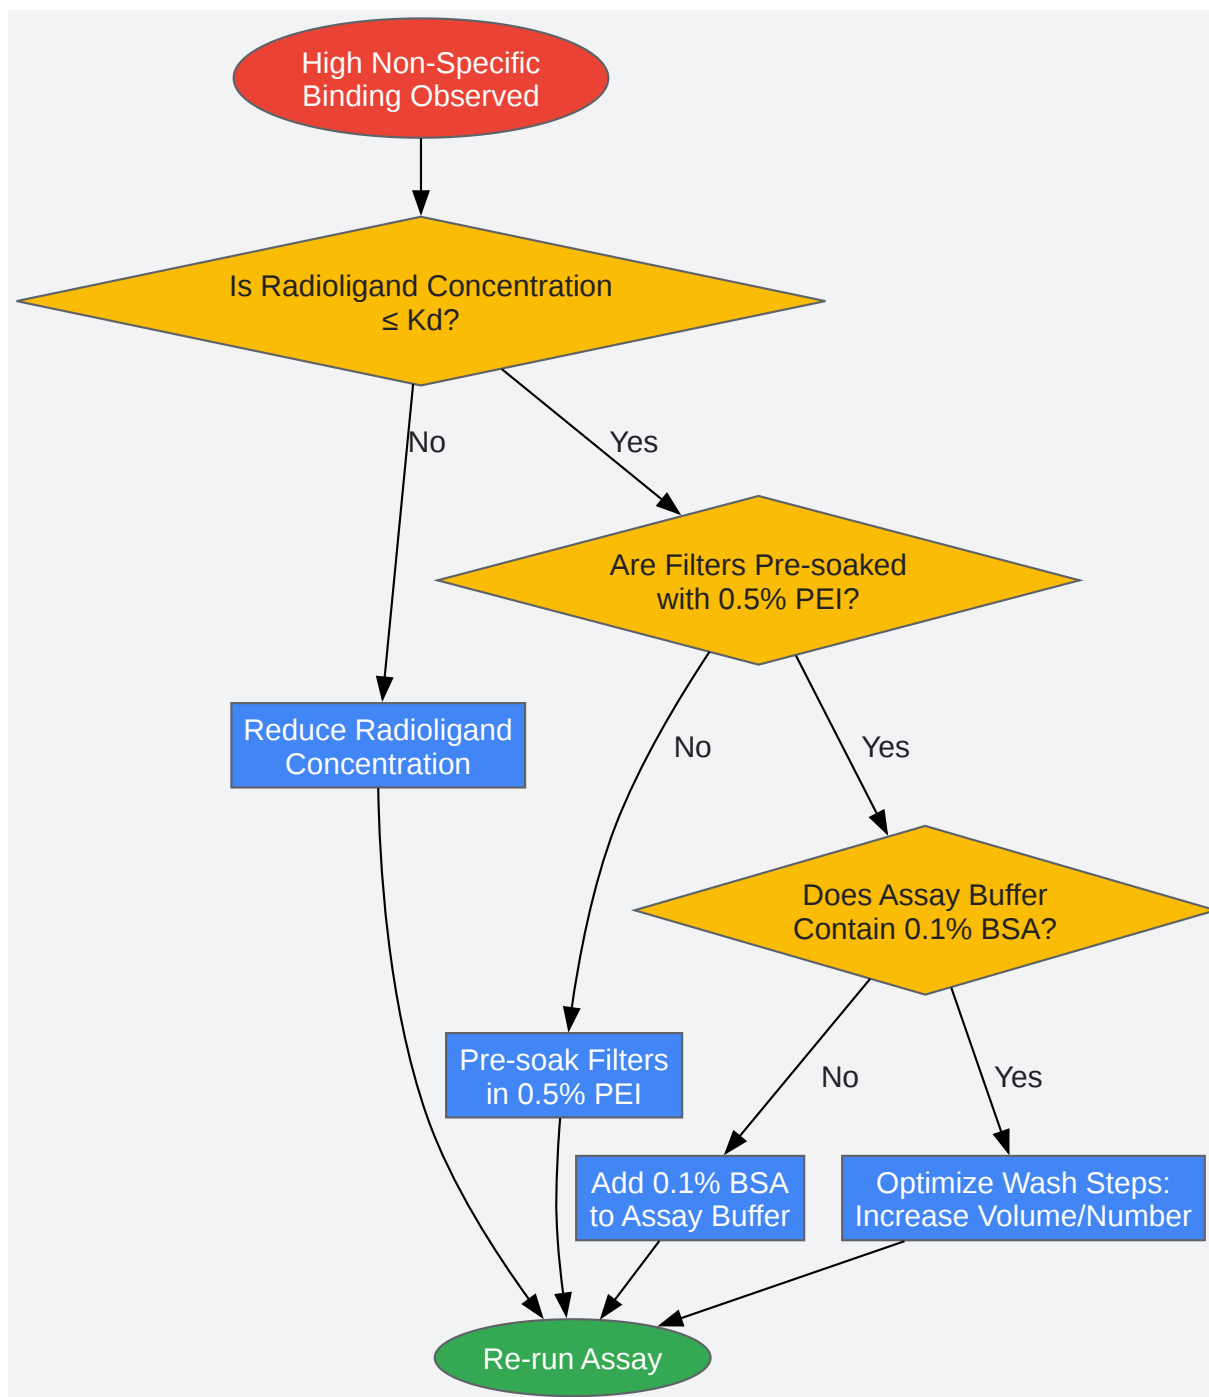 High Non-Specific
Binding Observed
Is Radioligand Concentration
≤ Kd?
No
Yes
Are Filters Pre-soaked
with 0.5% PEI?
Reduce Radioligand
Concentration
No
Yes
Does Assay Buffer
Contain 0.1% BSA?
Pre-soak Filters
in 0.5% PEI
No
Yes
Add 0.1% BSA
to Assay Buffer
Optimize Wash Steps:
Increase Volume/Number
Re-run Assay